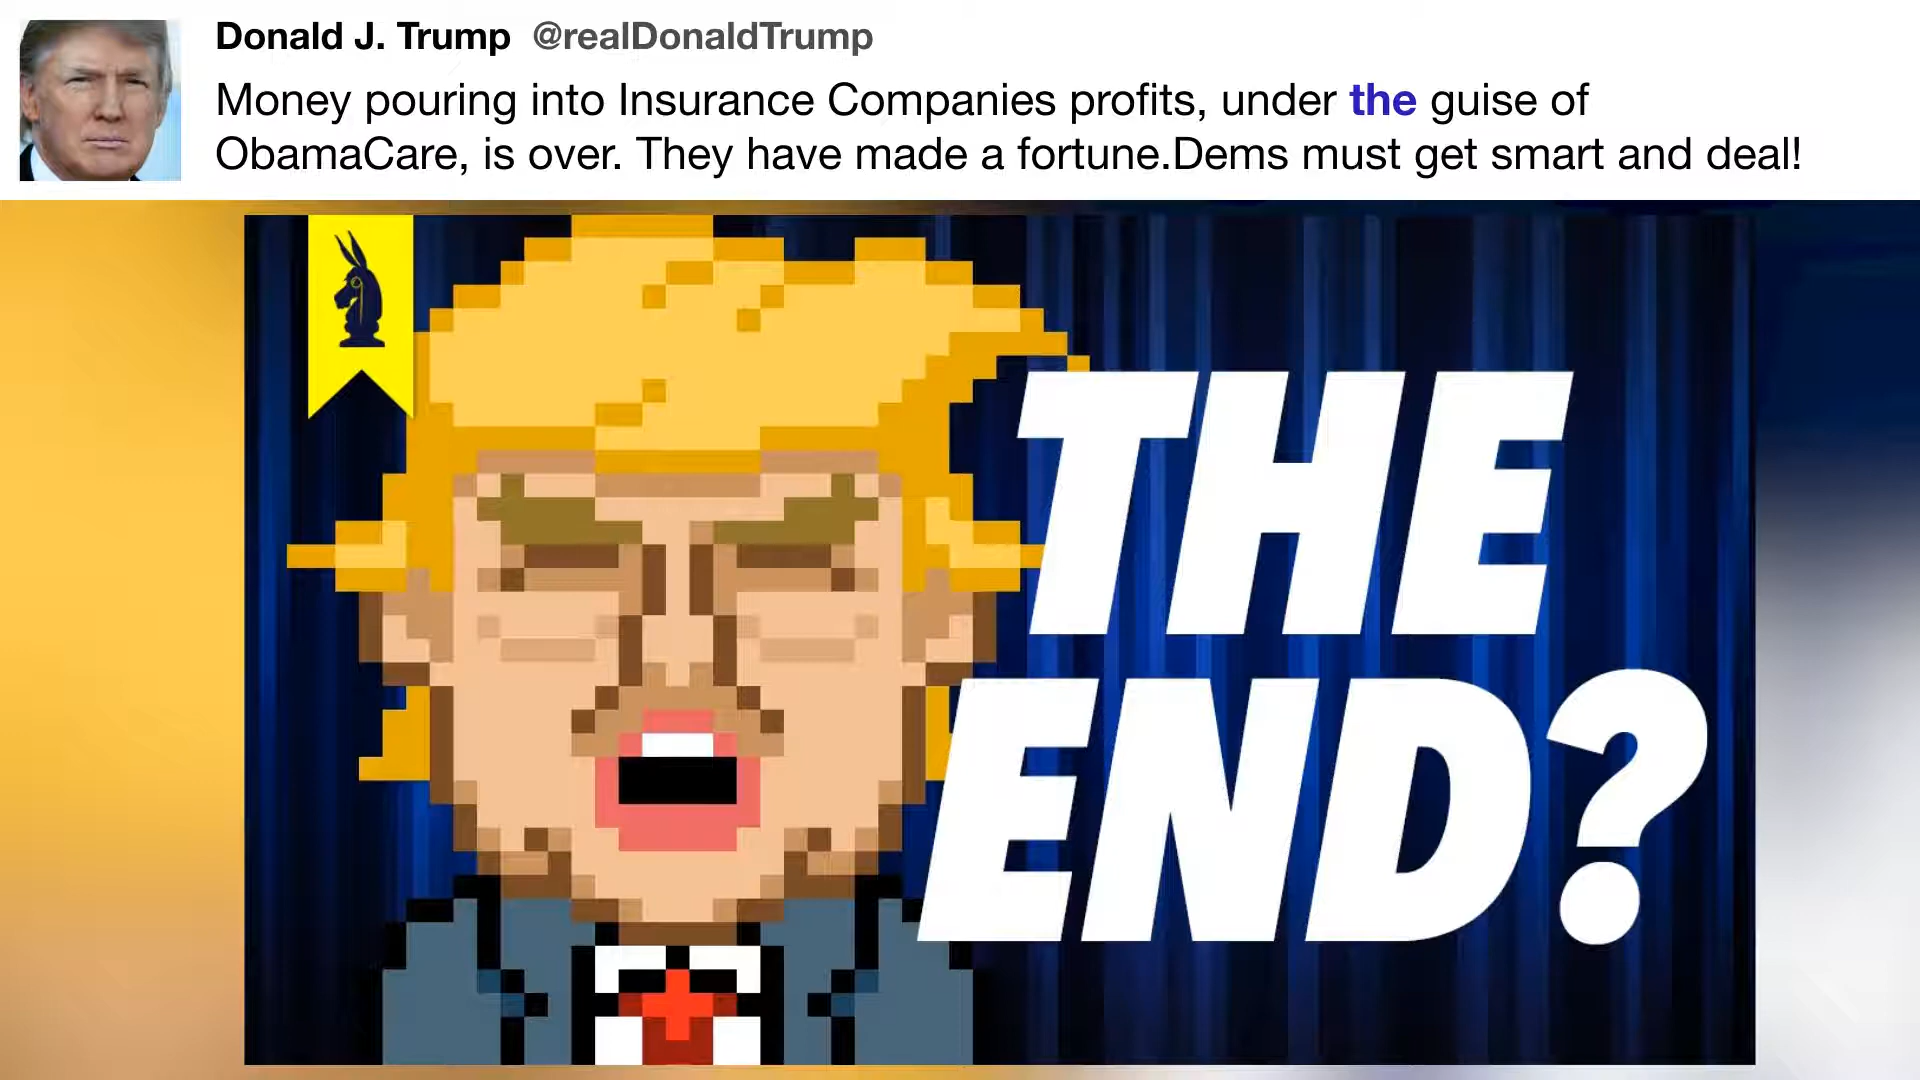 Donald J. Trump @realDonaldTrump
Money pouring into Insurance Companies profits, under the guise of
ObamaCare, is over. They have made a fortune.Dems must get smart and deal!
THE
END?